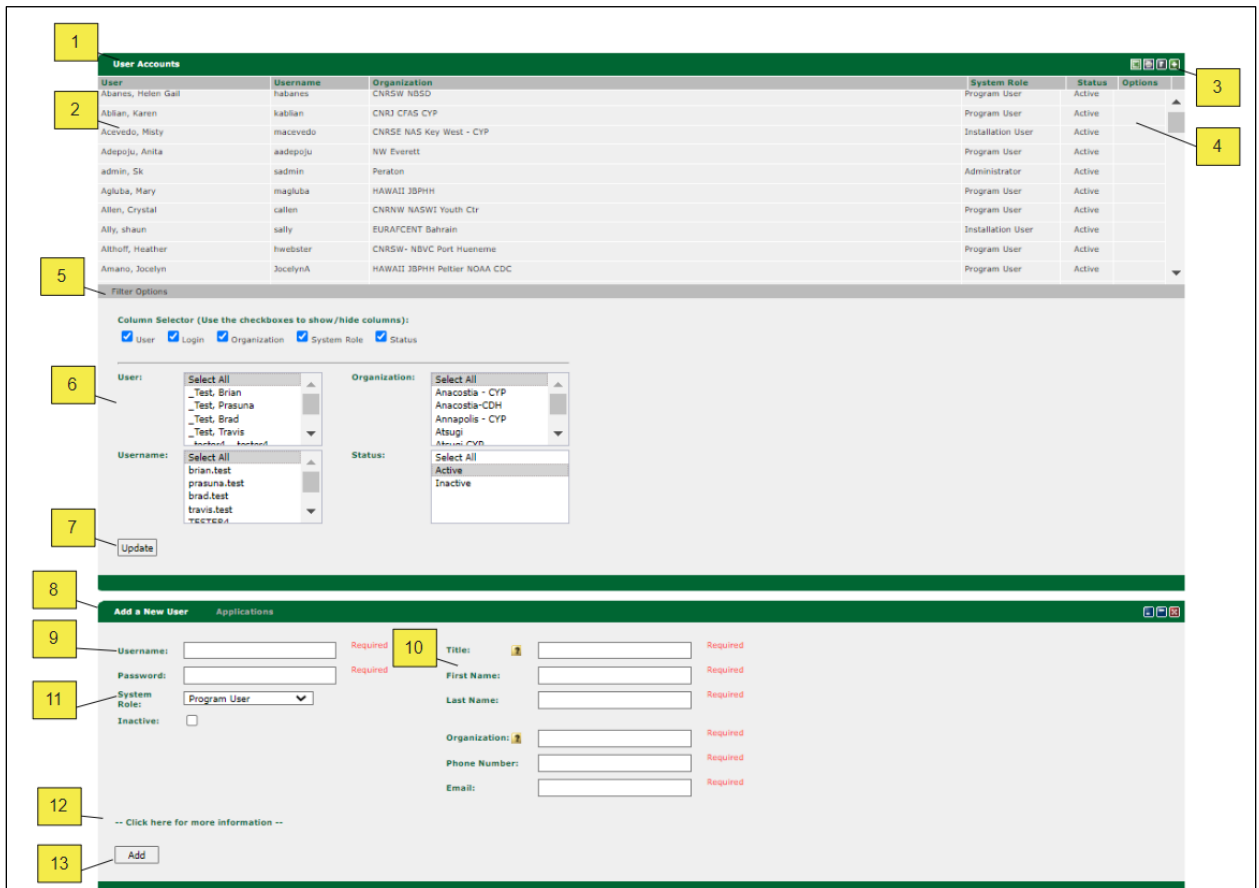 1
User Accounts
3
User Username Organization System Role Status Options
Abanes, Helen Gail habanes CNRSW NBSD Program User Active
2
Ablian, Karen kablian CNRJ CFAS CYP Program User Active
Acevedo, Misty macevedo CNRSE NAS Key West - CYP Installation User Active
4
Adepoju, Anita aadepoju NW Everett Program User Active
admin, Sk sadmin Peraton Administrator Active
Agluba, Mary magluba HAWAII JBPHH Program User Active
Allen, Crystal callen CNRNW NASWI Youth Ctr Program User Active
Ally, shaun sally EURAFCENT Bahrain Installation User Active
Althoff, Heather hwebster CNRSW- NBVC Port Hueneme Program User Active
Amano, Jocelyn JocelynA HAWAII JBPHH Peltier NOAA CDC Program User Active
5
Filter Options
Column Selector (Use the checkboxes to show/hide columns):
User Login Organization System Role Status
6
User: Select All Organization: Select All
_Test, Brian Anacostia - CYP
_Test, Prasuna Anacostia-CDH
_Test, Brad Annapolis - CYP
_Test, Travis Atsugi
Atsugi CYP
Username: Select All Status: Select All
brian.test Active
prasuna.test Inactive
brad.test
travis.test
TESTER4
7
Update
8
Add a New User Applications
9
10
Username: Required Title: Required
Password: Required First Name: Required
11
System Role: Program User Last Name: Required
Inactive:
Organization: Required
Phone Number: Required
Email: Required
12
-- Click here for more information --
13
Add